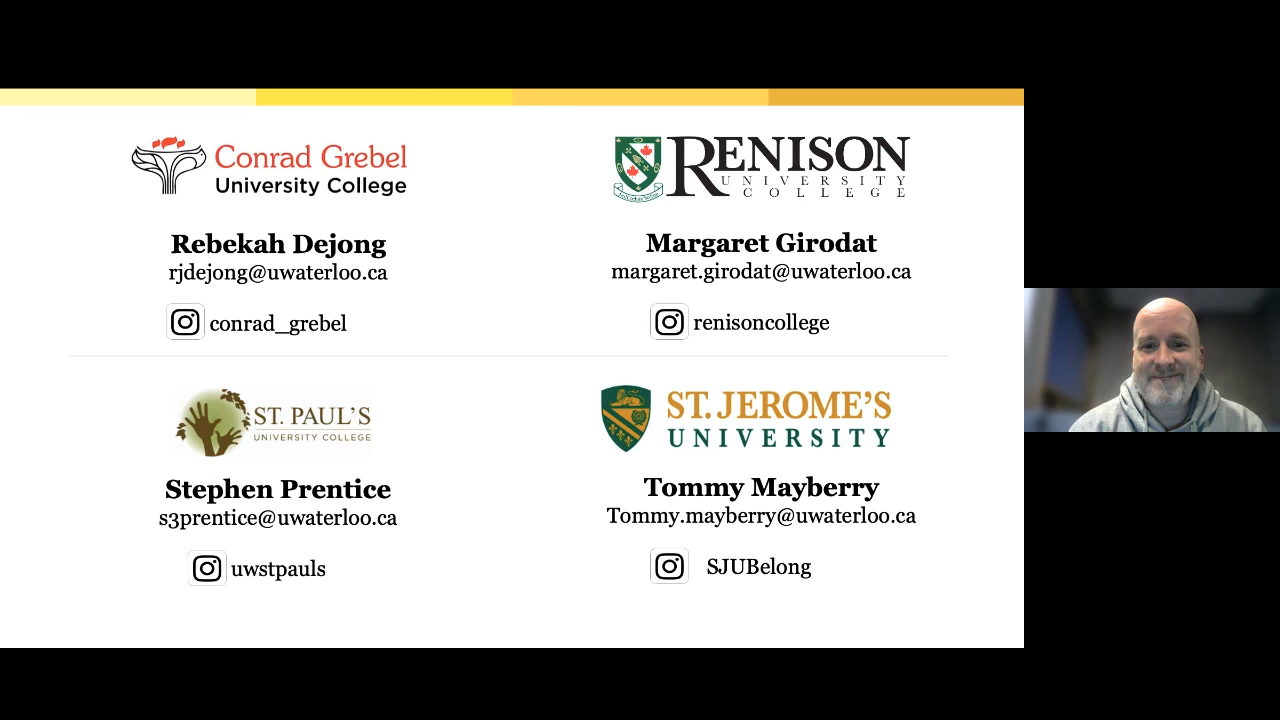 Conrad Grebel
University College
Rebekah Dejong
rjdejong@uwaterloo.ca
conrad_grebel
RENISON
UNIVERSITY
COLLEGE
Margaret Girodat
margaret.girodat@uwaterloo.ca
renisoncollege
ST. PAUL'S
UNIVERSITY COLLEGE
Stephen Prentice
s3prentice@uwaterloo.ca
uwstpauls
ST. JEROME'S
UNIVERSITY
Tommy Mayberry
Tommy.mayberry@uwaterloo.ca
SJUBelong